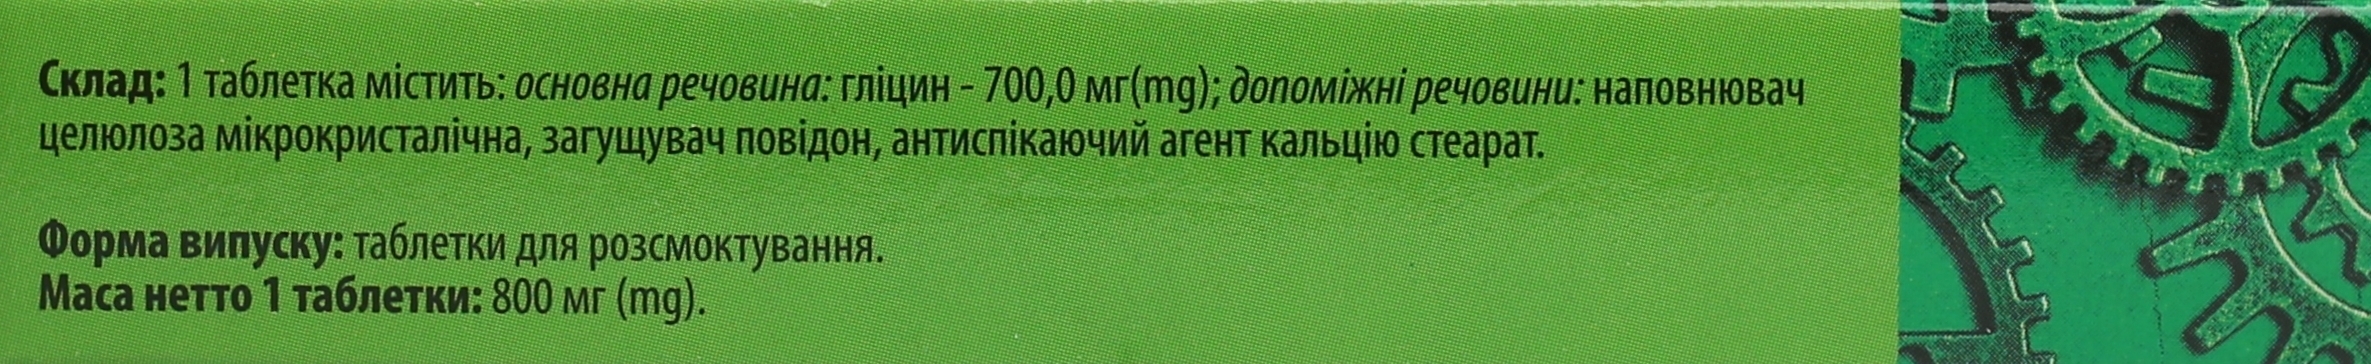 Склад: 1 таблетка містить: основна речовина: гліцин - 700,0 мг(mg); допоміжні речовини: наповнювач
целюлоза мікрокристалічна, загущувач повідон, антиспікаючий агент кальцію стеарат.
Форма випуску: таблетки для розсмоктування.
Маса нетто 1 таблетки: 800 мг (mg).